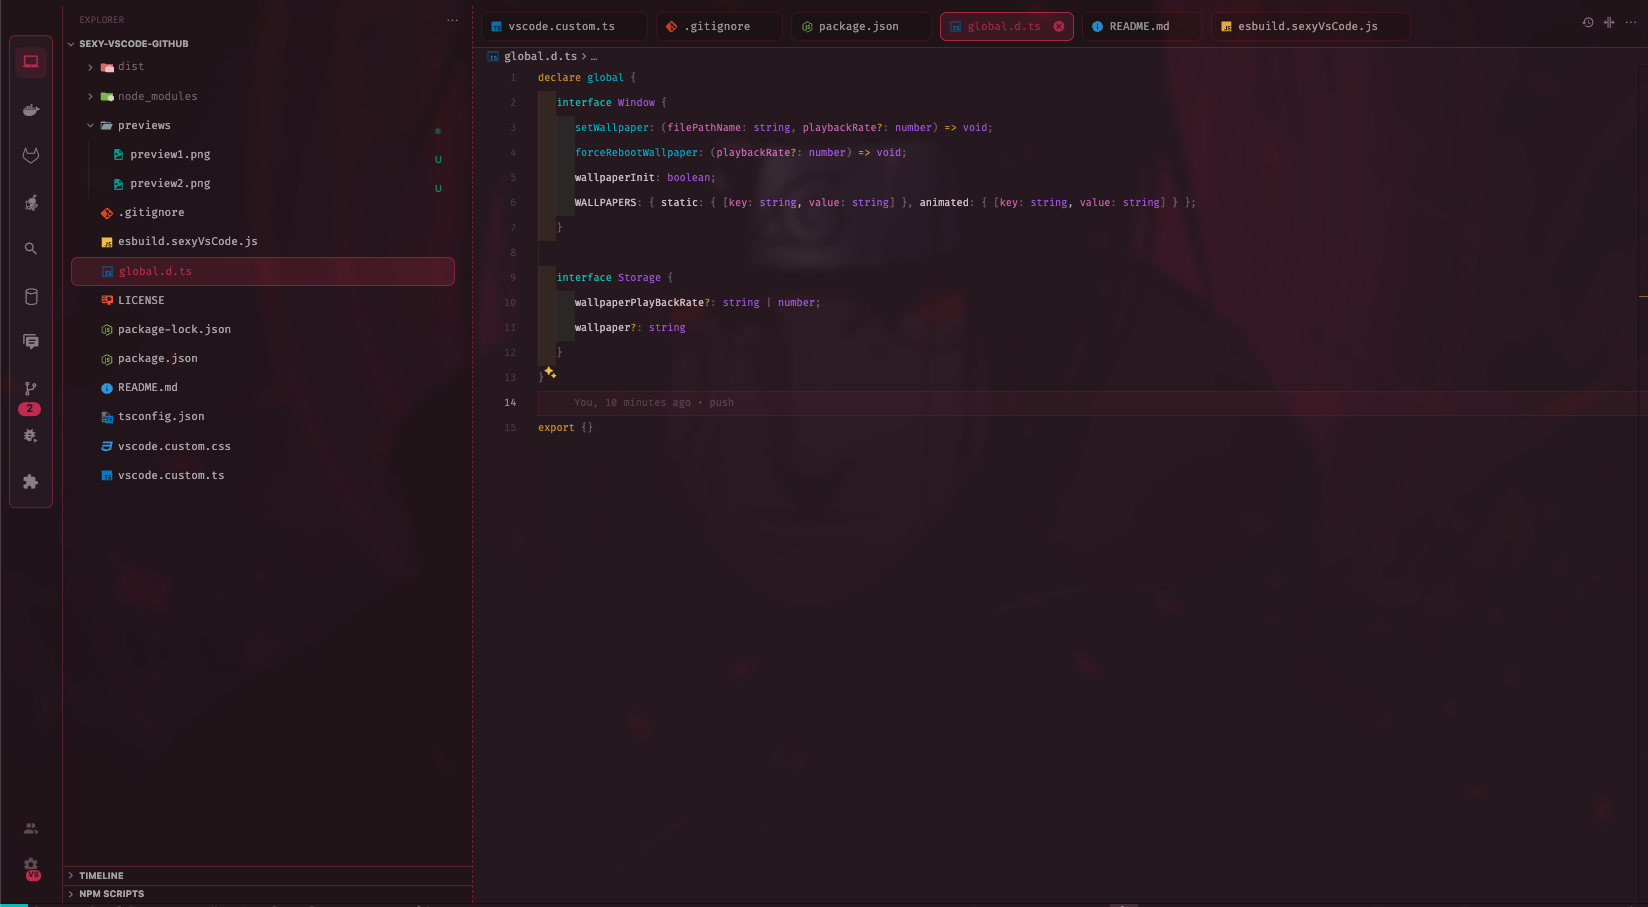 EXPLORER
SEXY-VSCODE-GITHUB
dist
node_modules
previews
preview1.png
U
preview2.png
U
.gitignore
esbuild.sexyVsCode.js
global.d.ts
LICENSE
package-lock.json
package.json
README.md
tsconfig.json
vscode.custom.css
vscode.custom.ts
2
TIMELINE
NPM SCRIPTS
VS
vscode.custom.ts
.gitignore
package.json
global.d.ts
README.md
esbuild.sexyVsCode.js
global.d.ts > …
1 declare global {
2 interface Window {
3 setWallpaper: (filePathName: string, playbackRate?: number) => void;
4 forceRebootWallpaper: (playbackRate?: number) => void;
5 wallpaperInit: boolean;
6 WALLPAPERS: { static: { [key: string, value: string] }, animated: { [key: string, value: string] } };
7 }
8
9 interface Storage {
10 wallpaperPlayBackRate?: string | number;
11 wallpaper?: string
12 }
13 }
14 You, 10 minutes ago • push
15 export {}